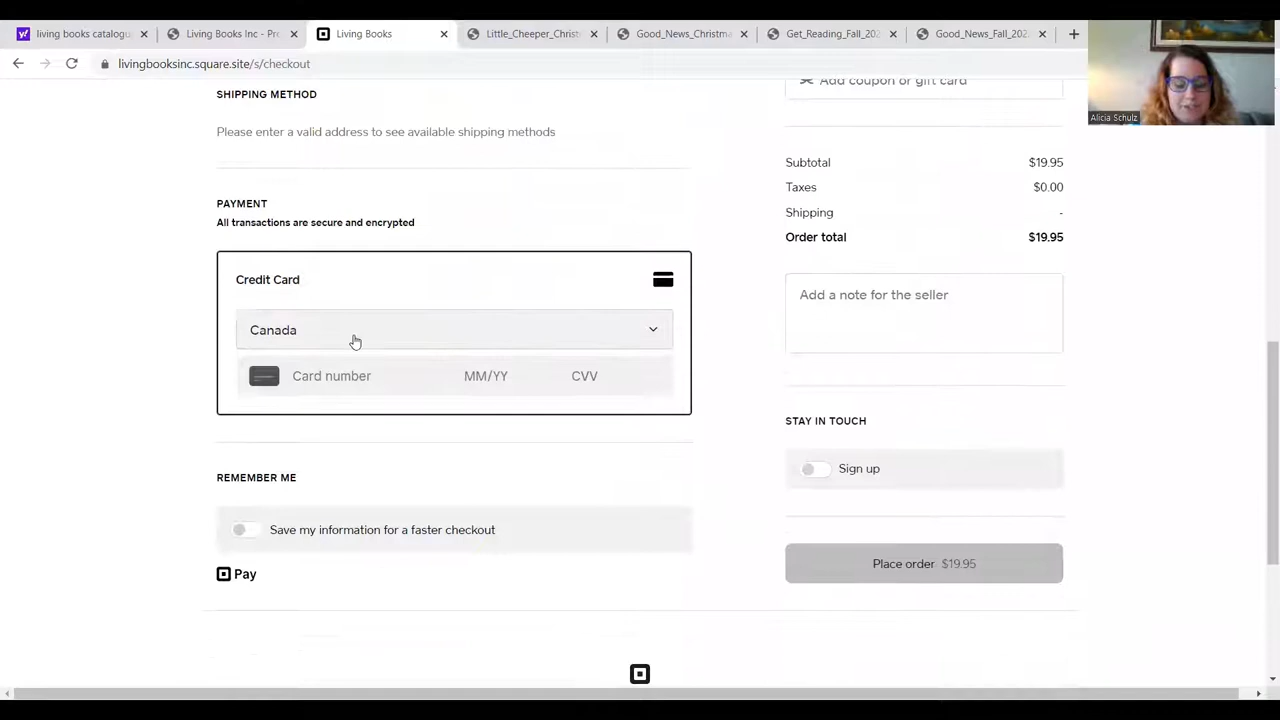 living books catalogu
Living Books Inc - Pr
Living Books
Little_Cheeper_Christ
Good_News_Christma
Get_Reading_Fall_202
Good_News_Fall_202
livingbooksinc.square.site/s/checkout
Alicia Schulz
SHIPPING METHOD
Please enter a valid address to see available shipping methods
PAYMENT
All transactions are secure and encrypted
Credit Card
Canada
Card number MM/YY CVV
REMEMBER ME
Save my information for a faster checkout
Pay
Add coupon or gift card
Subtotal $19.95
Taxes $0.00
Shipping -
Order total $19.95
Add a note for the seller
STAY IN TOUCH
Sign up
Place order $19.95